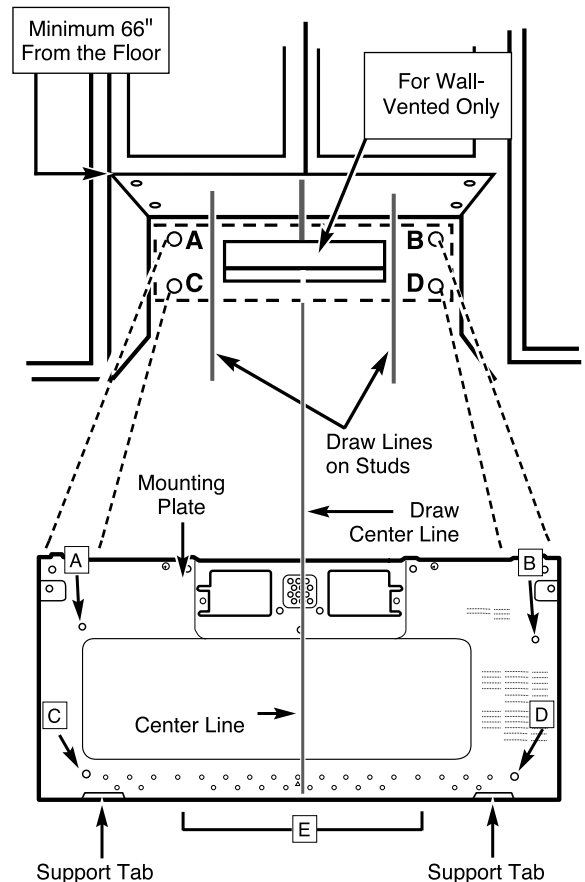 Minimum 66"
From the Floor
For Wall-
Vented Only
A
B
C
D
Draw Lines
on Studs
Mounting
Plate
Draw
Center Line
A
B
Center Line
C
D
E
Support Tab
Support Tab